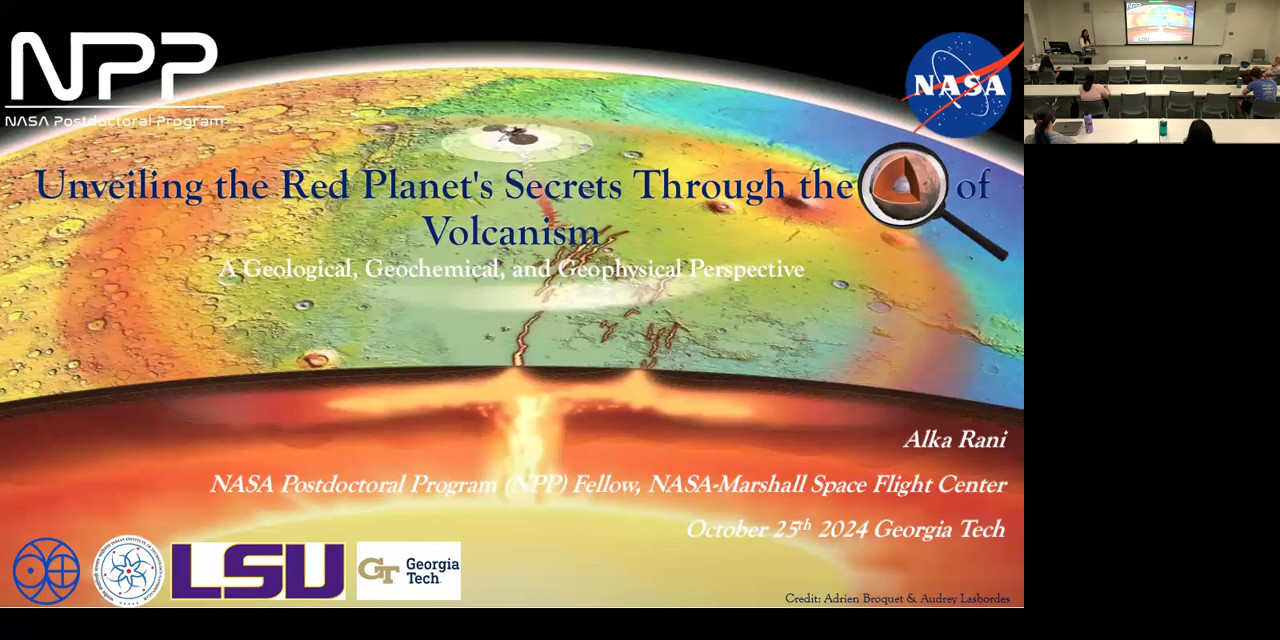 NPP
NASA Postdoctoral Program
NASA
Unveiling the Red Planet's Secrets Through the of
Volcanism
A Geological, Geochemical, and Geophysical Perspective
Alka Rani
NASA Postdoctoral Program (NPP) Fellow, NASA-Marshall Space Flight Center
October 25th 2024 Georgia Tech
LSU
GT Georgia
Tech
Credit: Adrien Broquet & Audrey Lasbordes